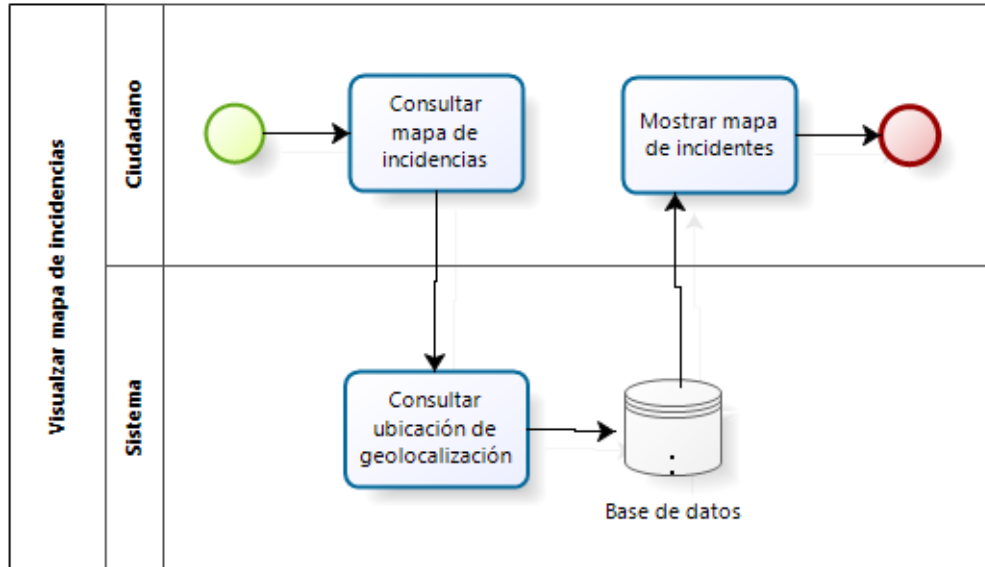 Visualzar mapa de incidencias
Ciudadano
Consultar
mapa de
incidencias
Mostrar mapa
de incidentes
Sistema
Consultar
ubicación de
geolocalización
Base de datos